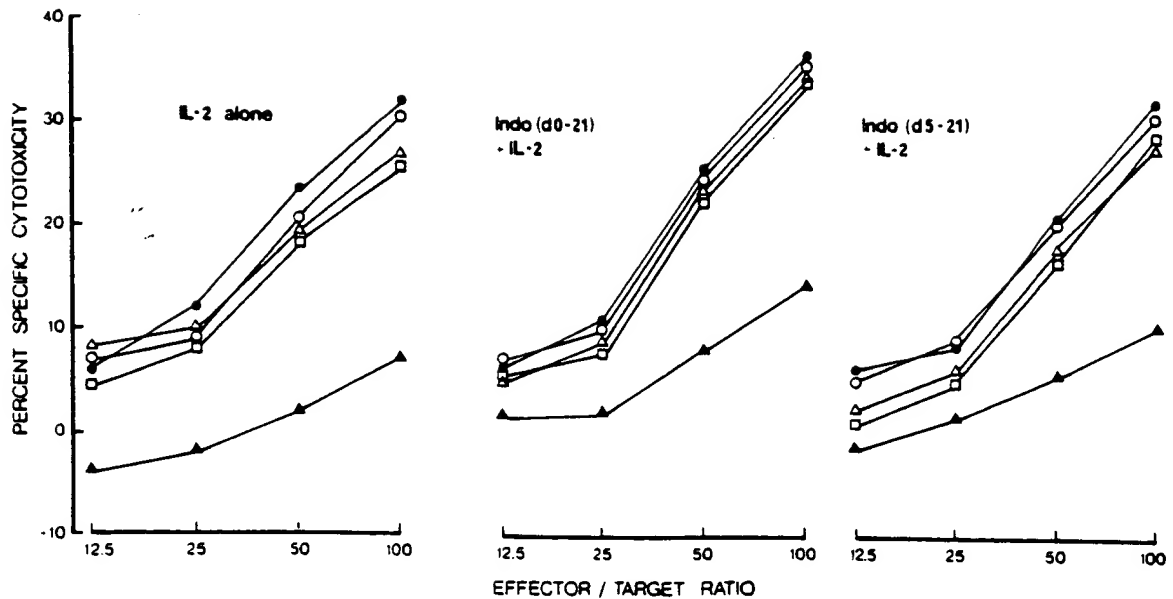 PERCENT SPECIFIC CYTOTOXICITY
40
30
20
10
0
-10
IL-2 alone
12.5 25 50 100
Indo (d0-21)
+ IL-2
12.5 25 50 100
Indo (d5-21)
+ IL-2
12.5 25 50 100
EFFECTOR / TARGET RATIO